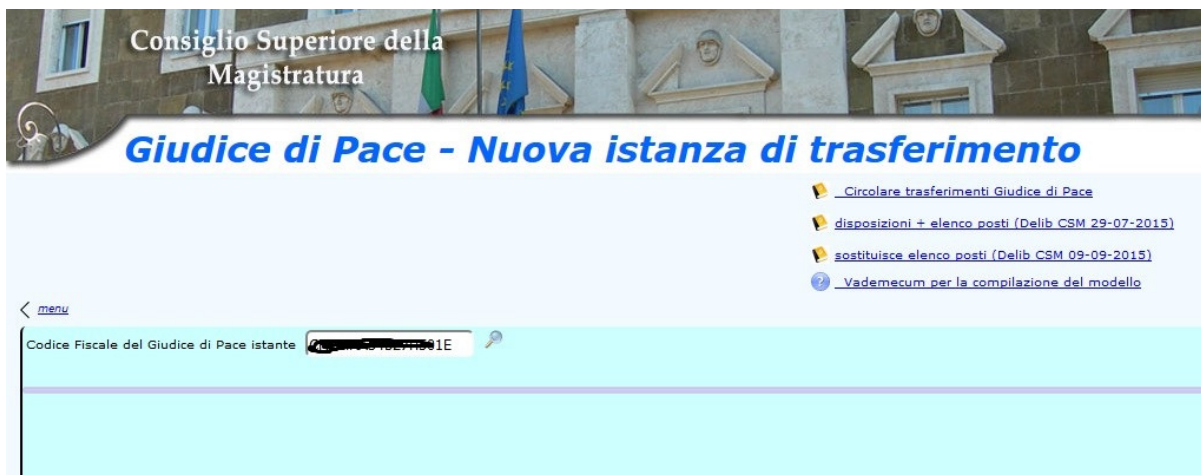 Consiglio Superiore della
Magistratura
Giudice di Pace - Nuova istanza di trasferimento
Circolare trasferimenti Giudice di Pace
disposizioni + elenco posti (Delib CSM 29-07-2015)
sostituisce elenco posti (Delib CSM 09-09-2015)
Vademecum per la compilazione del modello
menu
Codice Fiscale del Giudice di Pace istante